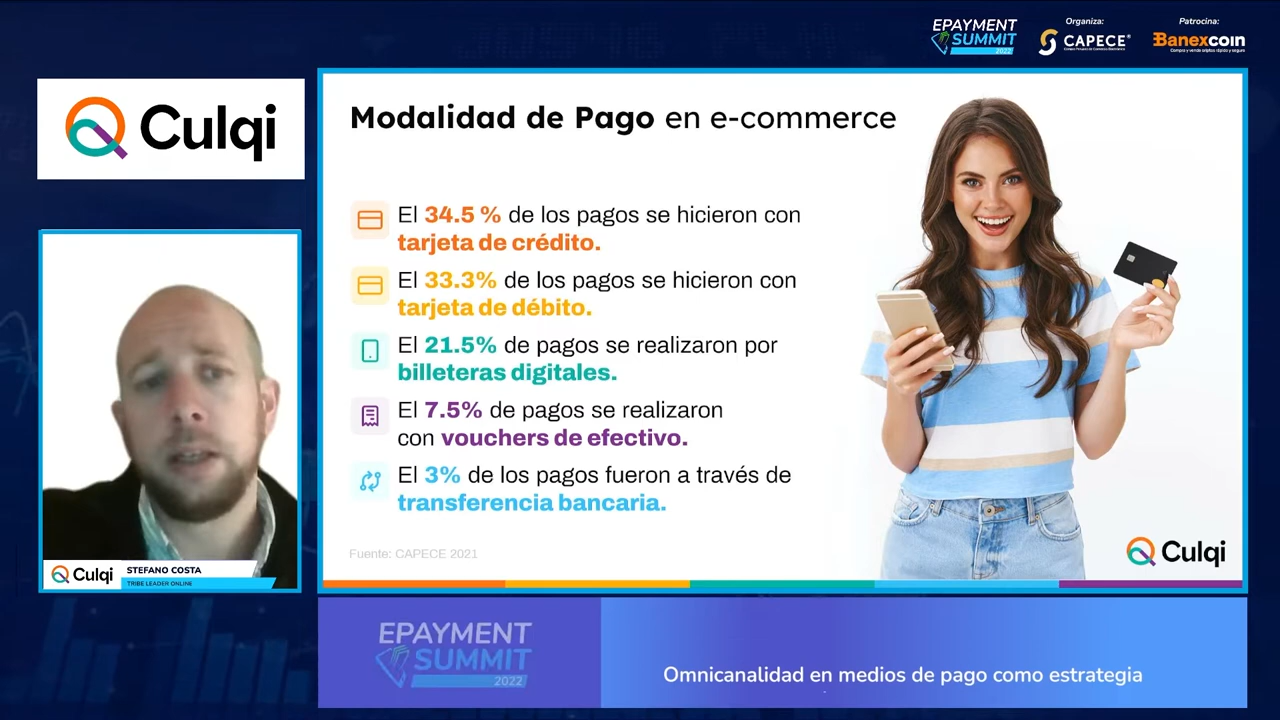 EPAYMENT
SUMMIT
2022
Organiza:
CAPECE
Patrocina:
Banexcoin
Culqi
Modalidad de Pago en e-commerce
El 34.5 % de los pagos se hicieron con
tarjeta de crédito.
El 33.3% de los pagos se hicieron con
tarjeta de débito.
El 21.5% de pagos se realizaron por
billeteras digitales.
El 7.5% de pagos se realizaron
con vouchers de efectivo.
El 3% de los pagos fueron a través de
transferencia bancaria.
Fuente: CAPECE 2021
Culqi
Culqi
STEFANO COSTA
TRIBE LEADER ONLINE
EPAYMENT
SUMMIT
2022
Omnicanalidad en medios de pago como estrategia